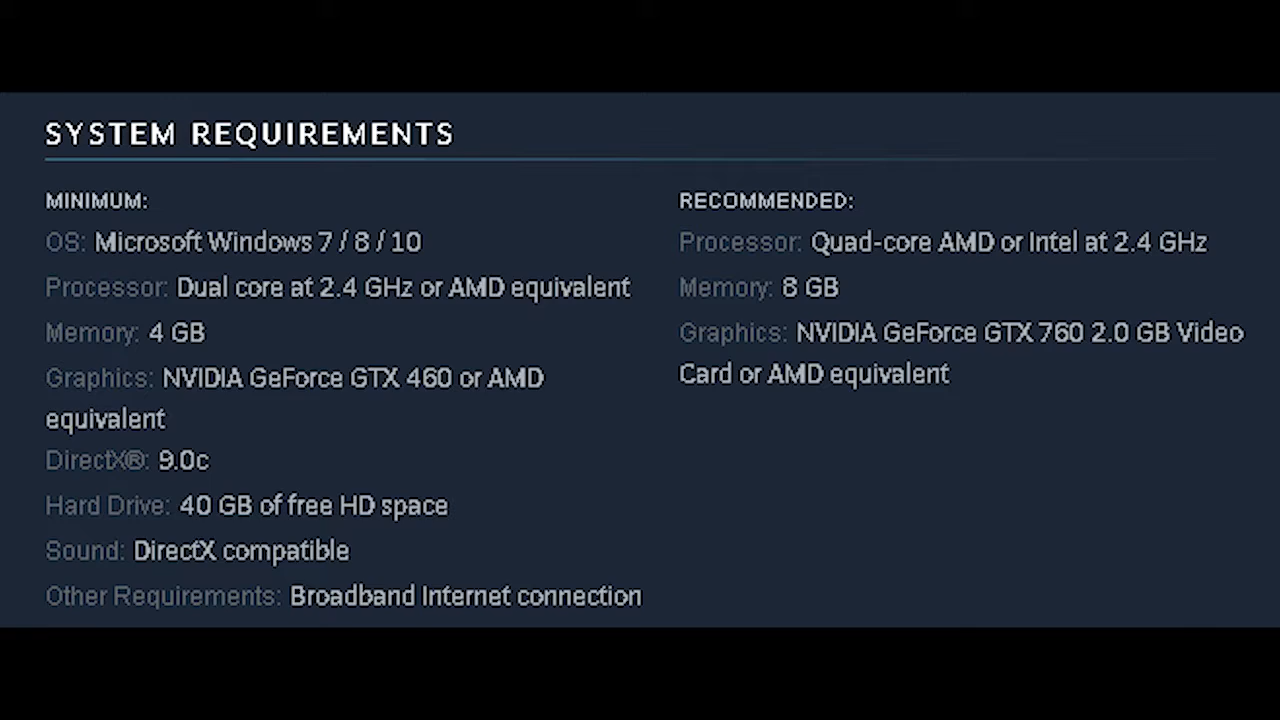 SYSTEM REQUIREMENTS
MINIMUM:
OS: Microsoft Windows 7 / 8 / 10
Processor: Dual core at 2.4 GHz or AMD equivalent
Memory: 4 GB
Graphics: NVIDIA GeForce GTX 460 or AMD
equivalent
DirectX®: 9.0c
Hard Drive: 40 GB of free HD space
Sound: DirectX compatible
Other Requirements: Broadband Internet connection
RECOMMENDED:
Processor: Quad-core AMD or Intel at 2.4 GHz
Memory: 8 GB
Graphics: NVIDIA GeForce GTX 760 2.0 GB Video
Card or AMD equivalent